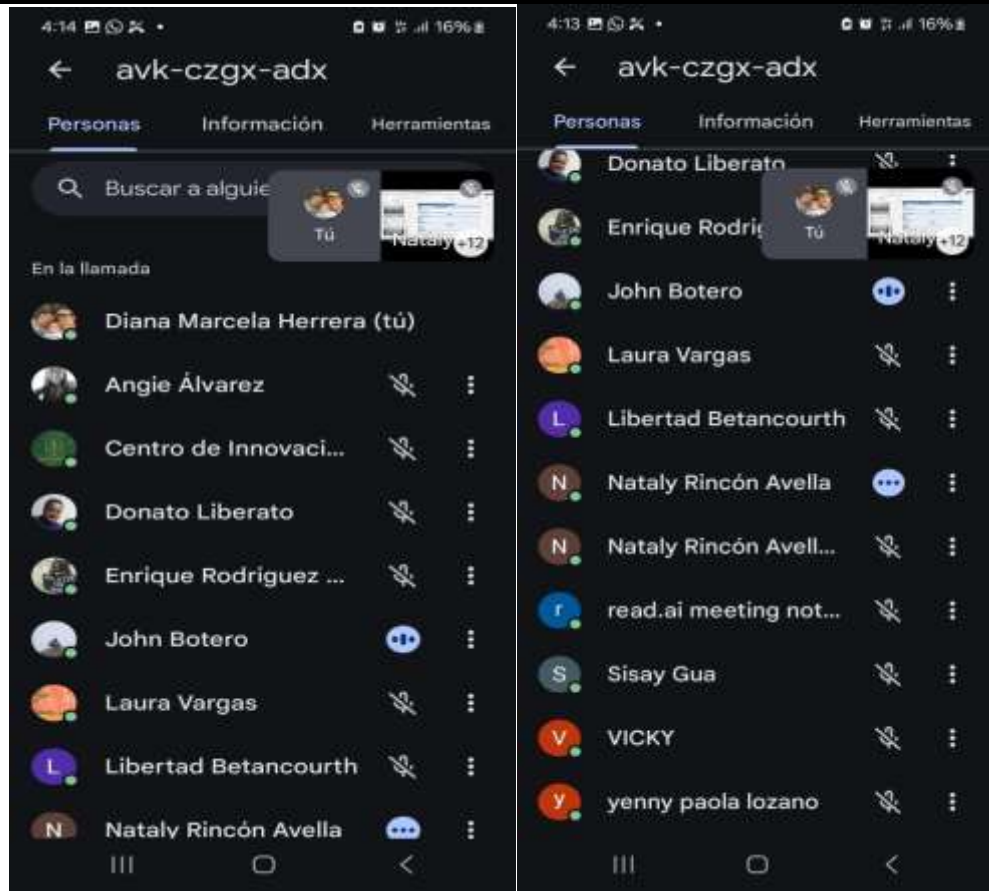 4:14
16%
avk-czgx-adx
Personas Información Herramientas
Buscar a alguie
Tú
Nataly +12
En la llamada
Diana Marcela Herrera (tú)
Angie Álvarez
Centro de Innovaci...
Donato Liberato
Enrique Rodriguez ...
John Botero
Laura Vargas
L Libertad Betancourth
N Nataly Rincón Avella
4:13
16%
avk-czgx-adx
Personas Información Herramientas
Donato Liberato
Enrique Rodrig
Tú
Nataly +12
John Botero
Laura Vargas
L Libertad Betancourth
N Nataly Rincón Avella
N Nataly Rincón Avell...
r read.ai meeting not...
S Sisay Gua
V VICKY
y yenny paola lozano